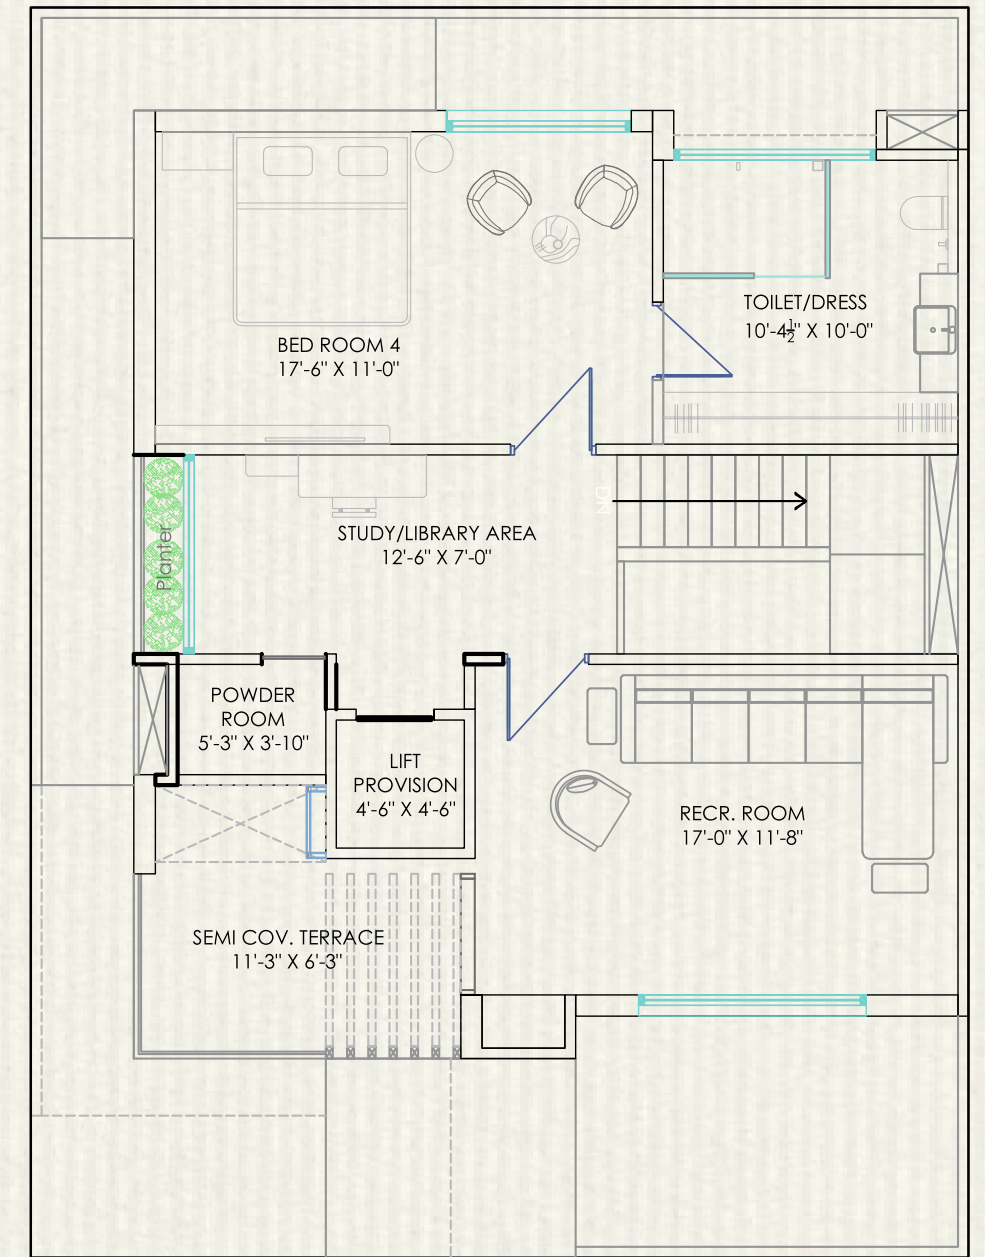 TOILET/DRESS
10'-4½" X 10'-0"
BED ROOM 4
17'-6" X 11'-0"
DN
STUDY/LIBRARY AREA
12'-6" X 7'-0"
Planter
POWDER
ROOM
5'-3" X 3'-10"
LIFT
PROVISION
4'-6" X 4'-6"
RECR. ROOM
17'-0" X 11'-8"
SEMI COV. TERRACE
11'-3" X 6'-3"